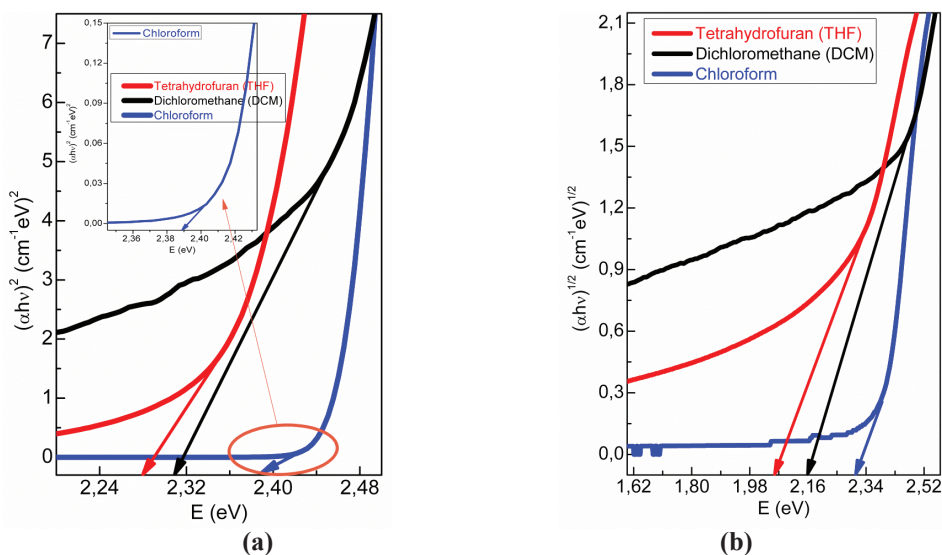 7
6
5
4
3
2
1
0
(αhν)² (cm⁻¹eV)²
2,24
2,32
2,40
2,48
E (eV)
0,15
0,12
0,09
0,06
0,03
0,00
(αhν)² (cm⁻¹eV)²
2,34
2,36
2,38
2,40
2,42
E (eV)
Chloroform
Tetrahydrofuran (THF)
Dichloromethane (DCM)
Chloroform
(a)
2,1
1,8
1,5
1,2
0,9
0,6
0,3
0,0
(αhν)^1/2 (cm⁻¹eV)^1/2
1,62
1,80
1,98
2,16
2,34
2,52
E (eV)
Tetrahydrofuran (THF)
Dichloromethane (DCM)
Chloroform
(b)